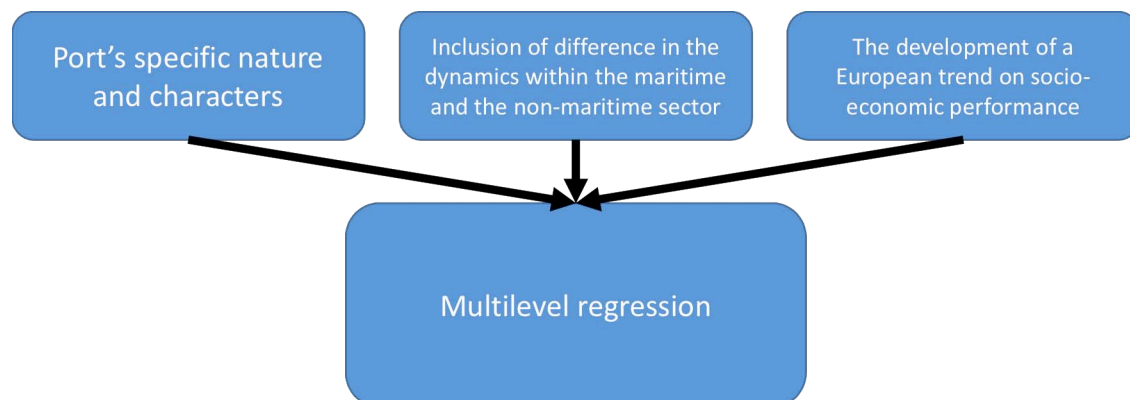 Port's specific nature
and characters
Inclusion of difference in the
dynamics within the maritime
and the non-maritime sector
The development of a
European trend on socio-
economic performance
Multilevel regression